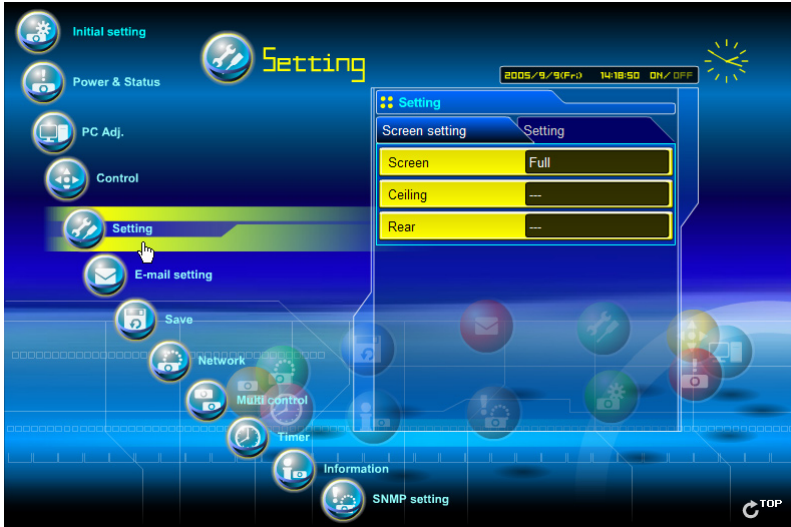 Initial setting
Power & Status
PC Adj.
Control
Setting
E-mail setting
Save
Network
Multi control
Timer
Information
SNMP setting
Setting
2005/9/9(Fri) 14:18:50 ON/OFF
Setting
Screen setting Setting
Screen Full
Ceiling ---
Rear ---
TOP